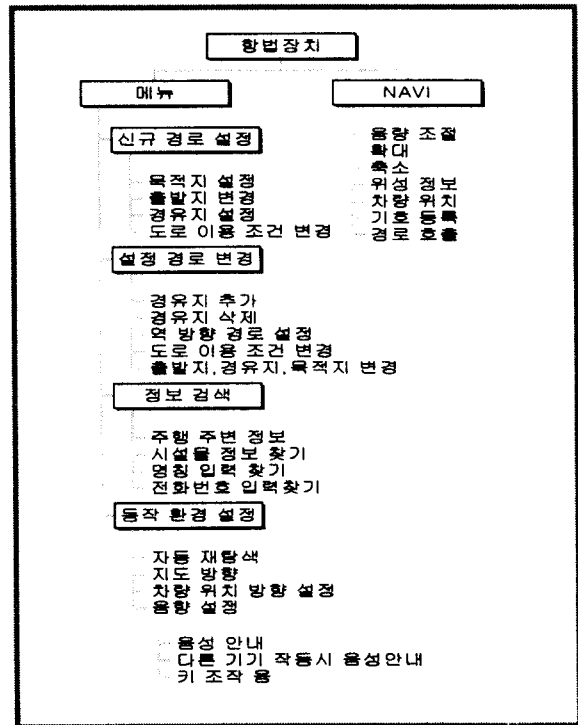 항법장치
메뉴
NAVI
신규 경로 설정
목적지 설정
출발지 변경
경유지 설정
도로 이용 조건 변경
설정 경로 변경
경유지 추가
경유지 삭제
역 방향 경로 설정
도로 이용 조건 변경
출발지,경유지,목적지 변경
정보 검색
주행 주변 정보
시설물 정보 찾기
명칭 입력 찾기
전화번호 입력찾기
동작 환경 설정
자동 재탐색
지도 방향
차량 위치 방향 설정
음향 설정
음성 안내
다른 기기 작동시 음성안내
키 조작 음
음량 조절
확대
축소
위성 정보
차량 위치
기호 등록
경로 호출